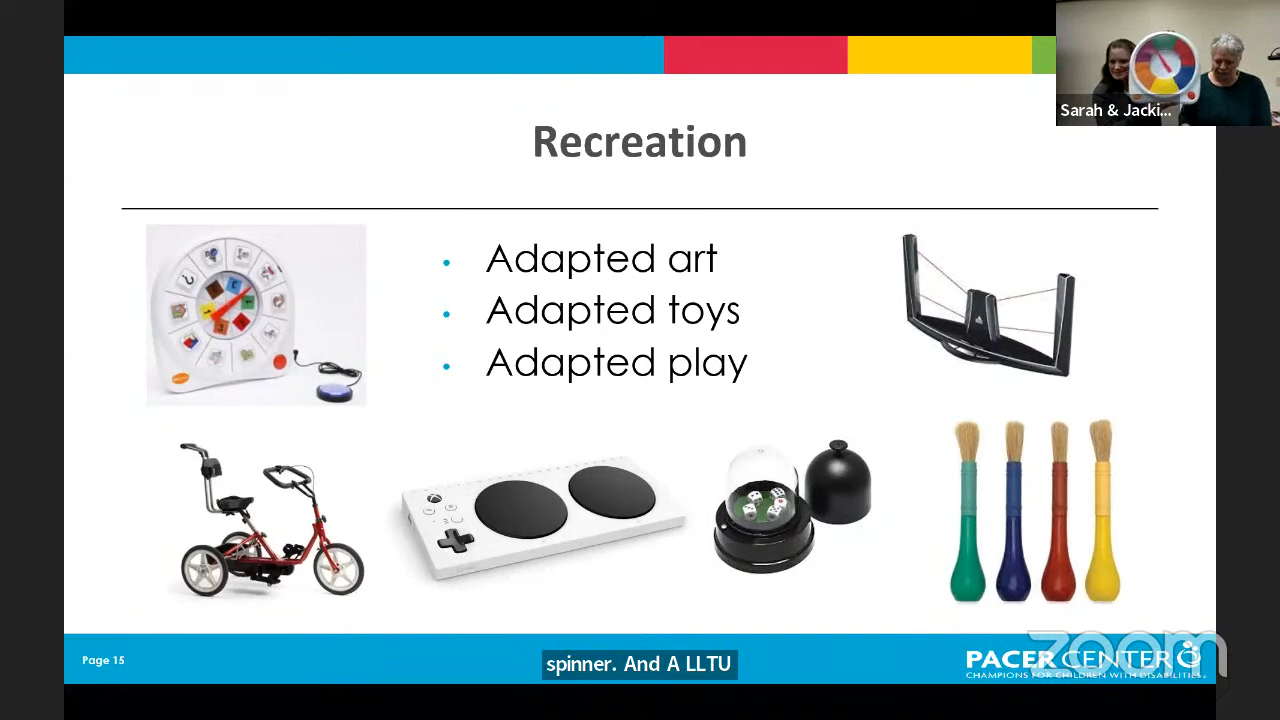 Sarah & Jacki...
Recreation
• Adapted art
• Adapted toys
• Adapted play
Page 15
spinner. And A LLTU
PACER CENTER
CHAMPIONS FOR CHILDREN WITH DISABILITIES
zoom